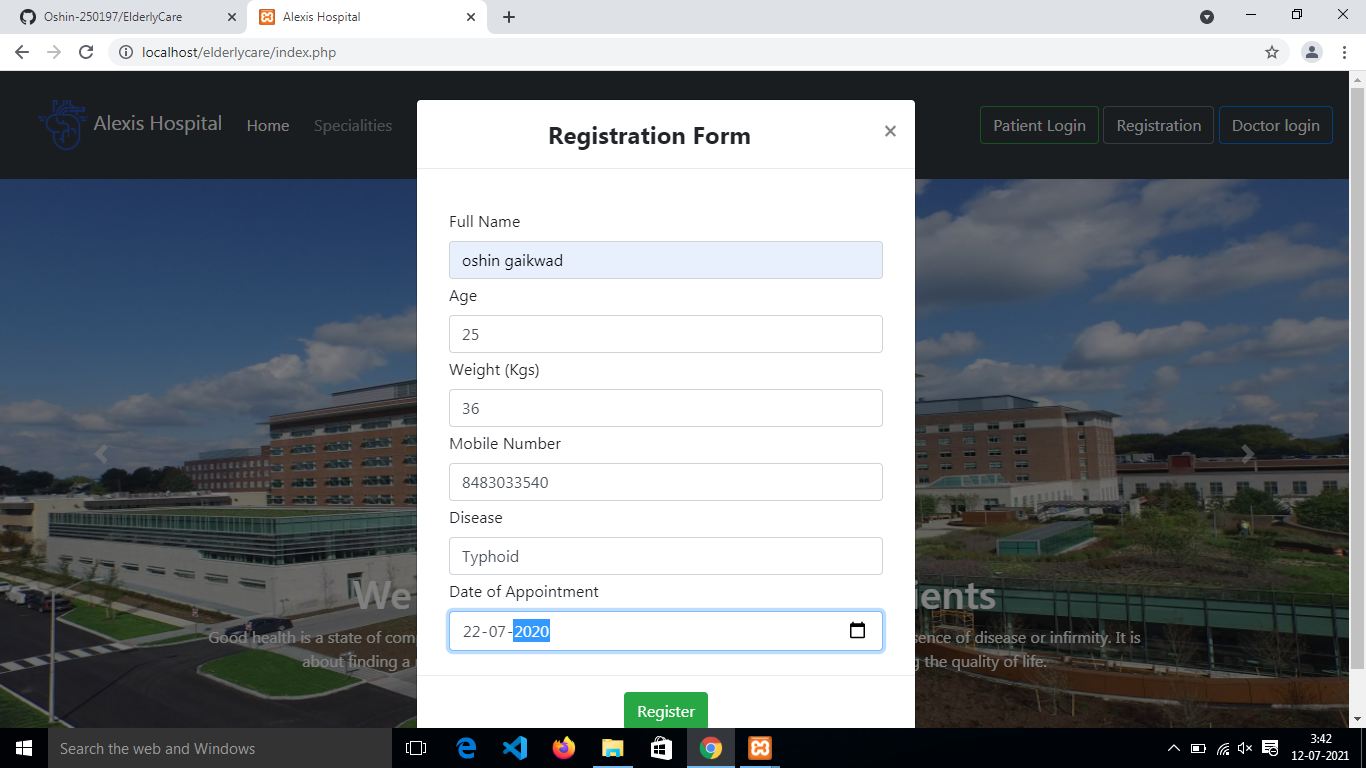 Oshin-250197/ElderlyCare
Alexis Hospital
localhost/elderlycare/index.php
Alexis Hospital
Home
Specialities
Patient Login
Registration
Doctor login
Registration Form
Full Name
oshin gaikwad
Age
25
Weight (Kgs)
36
Mobile Number
8483033540
Disease
Typhoid
Date of Appointment
22-07-2020
We
ients
Good health is a state of com
sence of disease or infirmity. It is
about finding a
the quality of life.
Register
Search the web and Windows
3:42
12-07-2021